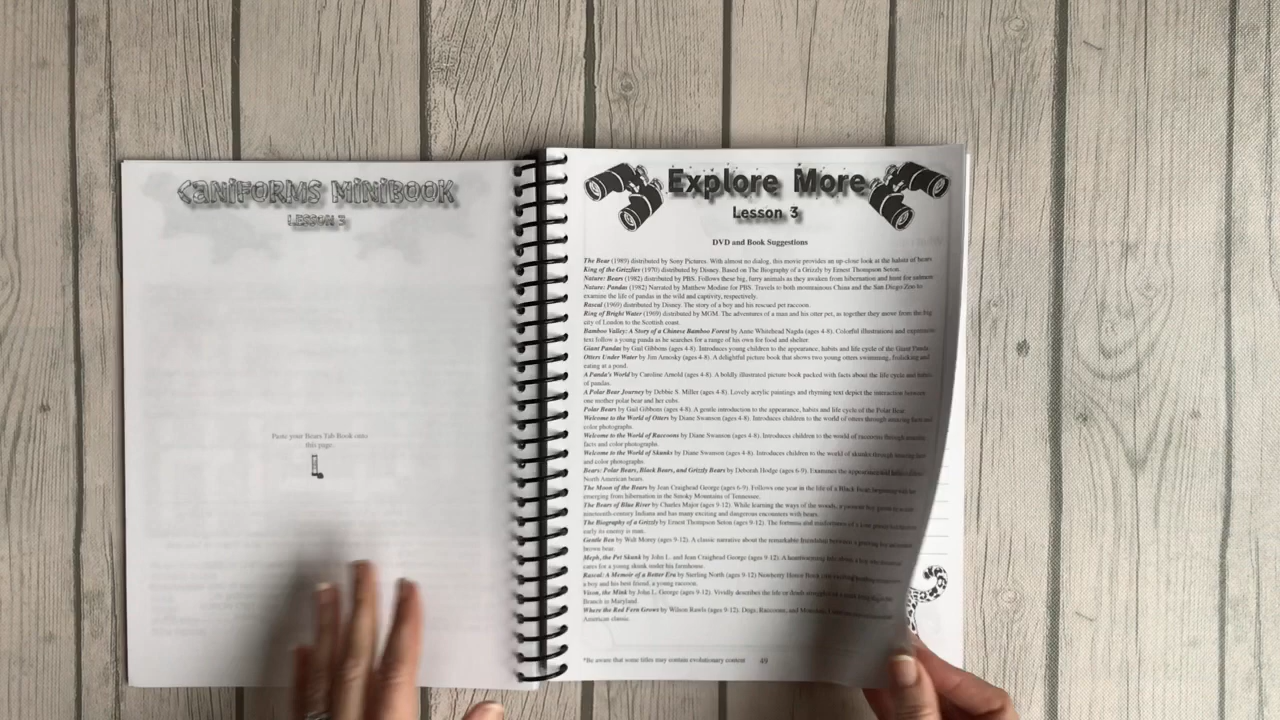 CANIFORMS MINIBOOK
LESSON 3
Paste your Bears Tab Book onto
this page.
Explore More
Lesson 3
DVD and Book Suggestions
The Bear (1989) distributed by Sony Pictures. With almost no dialog, this movie provides an up-close look at the habits of bears
King of the Grizzlies (1970) distributed by Disney. Based on The Biography of a Grizzly by Ernest Thompson Seton.
Nature: Bears (1982) distributed by PBS. Follows these big, furry animals as they awaken from hibernation and hunt for salmon
Nature: Pandas (1982) Narrated by Matthew Modine for PBS. Travels to both mountainous China and the San Diego Zoo to
examine the life of pandas in the wild and captivity, respectively.
Rascal (1969) distributed by Disney. The story of a boy and his rescued pet raccoon.
Ring of Bright Water (1969) distributed by MGM. The adventures of a man and his otter pet, as together they move from the big
city of London to the Scottish coast.
Bamboo Valley: A Story of a Chinese Bamboo Forest by Anne Whitehead Nagda (ages 4-8). Colorful illustrations and
text follow a young panda as he searches for a range of his own for food and shelter.
Giant Pandas by Gail Gibbons (ages 4-8). Introduces young children to the appearance, habits and life cycle of the Giant Panda.
Otters Under Water by Jim Arnosky (ages 4-8). A delightful picture book that shows two young otters swimming, frolicking and
eating at a pond.
A Panda's World by Caroline Arnold (ages 4-8). A boldly illustrated picture book packed with facts about the life cycle and habits
of pandas.
A Polar Bear Journey by Debbie S. Miller (ages 4-8). Lovely acrylic paintings and rhyming text depict the interaction between
one mother polar bear and her cubs.
Polar Bears by Gail Gibbons (ages 4-8). A gentle introduction to the appearance, habits and life cycle of the Polar Bear.
Welcome to the World of Otters by Diane Swanson (ages 4-8). Introduces children to the world of otters through amazing facts and
color photographs.
Welcome to the World of Raccoons by Diane Swanson (ages 4-8). Introduces children to the world of raccoons through amazing
facts and color photographs.
Welcome to the World of Skunks by Diane Swanson (ages 4-8). Introduces children to the world of skunks through amazing facts
and color photographs.
Bears: Polar Bears, Black Bears, and Grizzly Bears by Deborah Hodge (ages 6-9). Examines the appearance
North American bears
The Moon of the Bears by Jean Craighead George (ages 6-9). Follows one year in the life of a Black Bear, beginning with her
emerging from hibernation in the Smoky Mountains of Tennessee.
The Bears of Blue River by Charles Major (ages 9-12). While learning the ways of the woods, a
nineteenth-century Indiana and has many exciting and dangerous encounters with bears.
The Biography of a Grizzly by Ernest Thompson Seton (ages 9-12). The fortunes and misfortunes of a
early its enemy is man.
Gentle Ben by Walt Morey (ages 9-12). A classic narrative about the remarkable friendship between a
brown bear.
Meph, the Pet Skunk by John L. and Jean Craighead George (ages 9-12). A heartwarming
cares for a young skunk under his farmhouse.
Rascal: A Memoir of a Better Era by Sterling North (ages 9-12) Newberry Honor Book
a boy and his best friend, a young raccoon.
Vison, the Mink by John L. George (ages 9-12). Vividly describes the life
Branch in Maryland.
Where the Red Fern Grows by Wilson Rawls (ages 9-12). Dogs, Raccoons, and
American classic.
*Be aware that some titles may contain evolutionary content
49